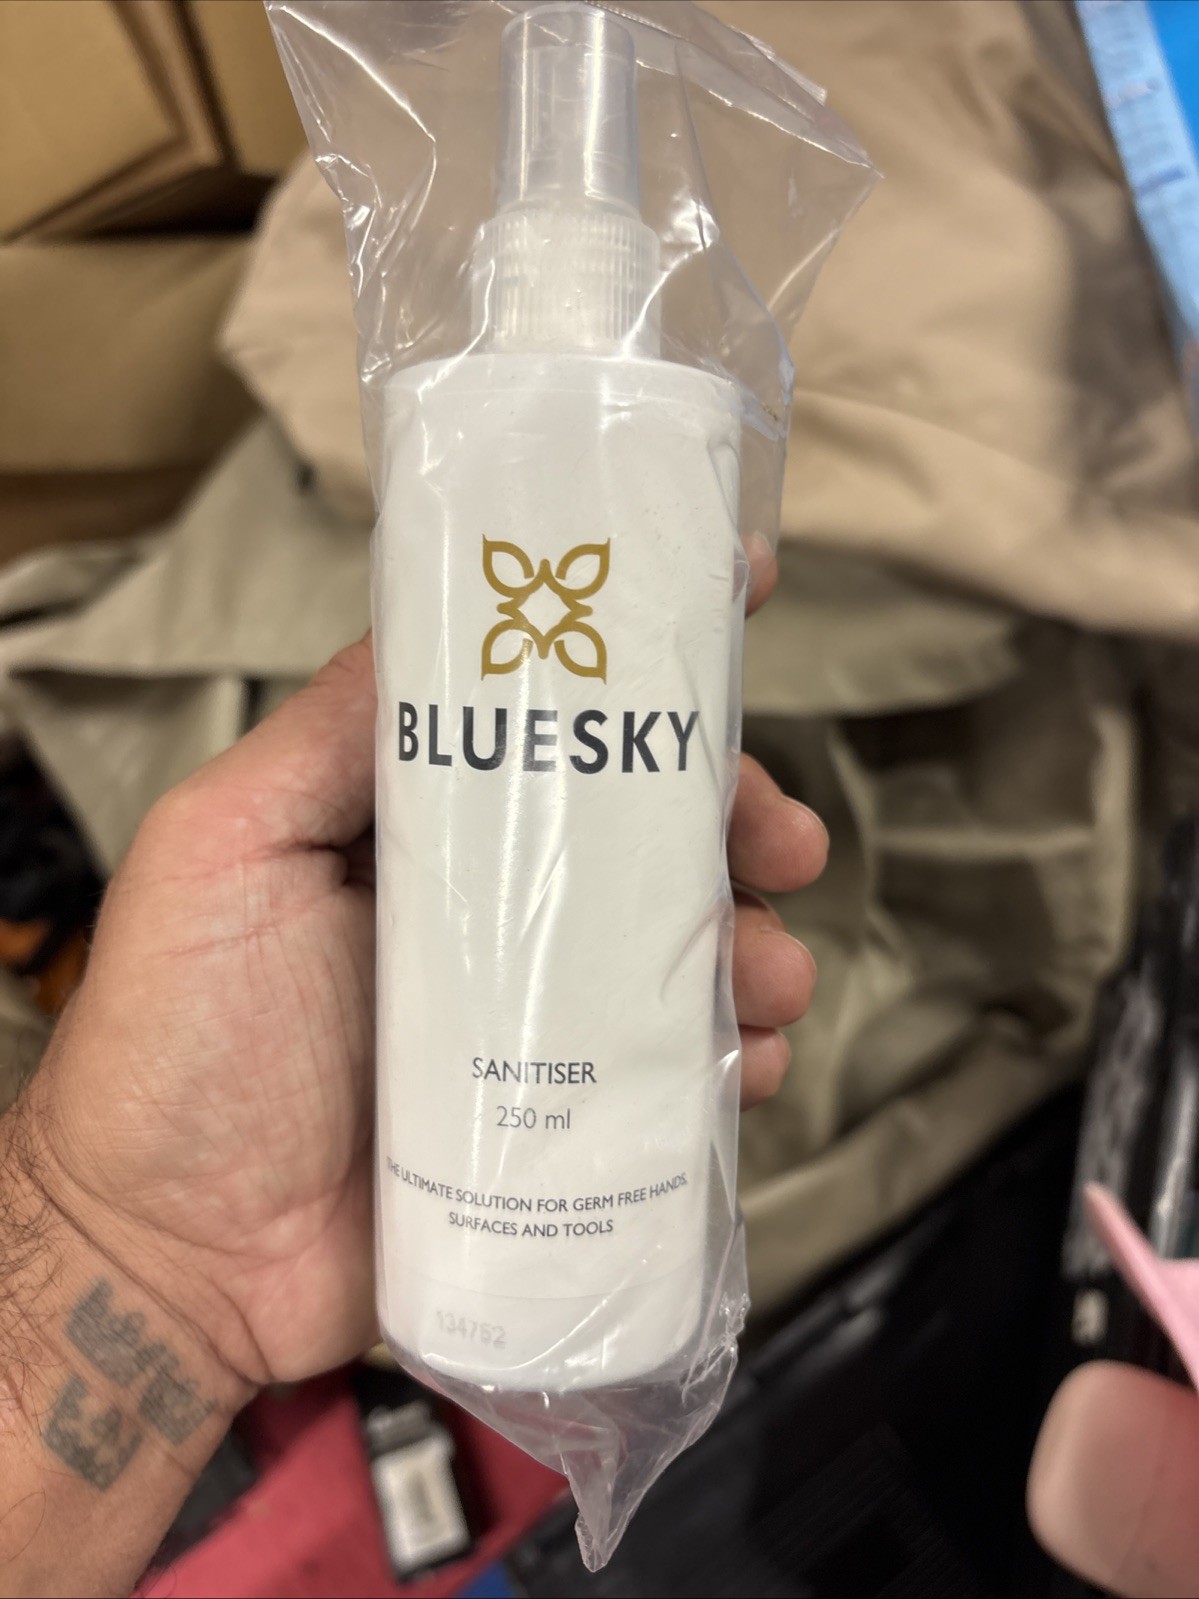 BLUESKY
SANITISER
250 ml
THE ULTIMATE SOLUTION FOR GERM FREE HANDS,
SURFACES AND TOOLS
134762